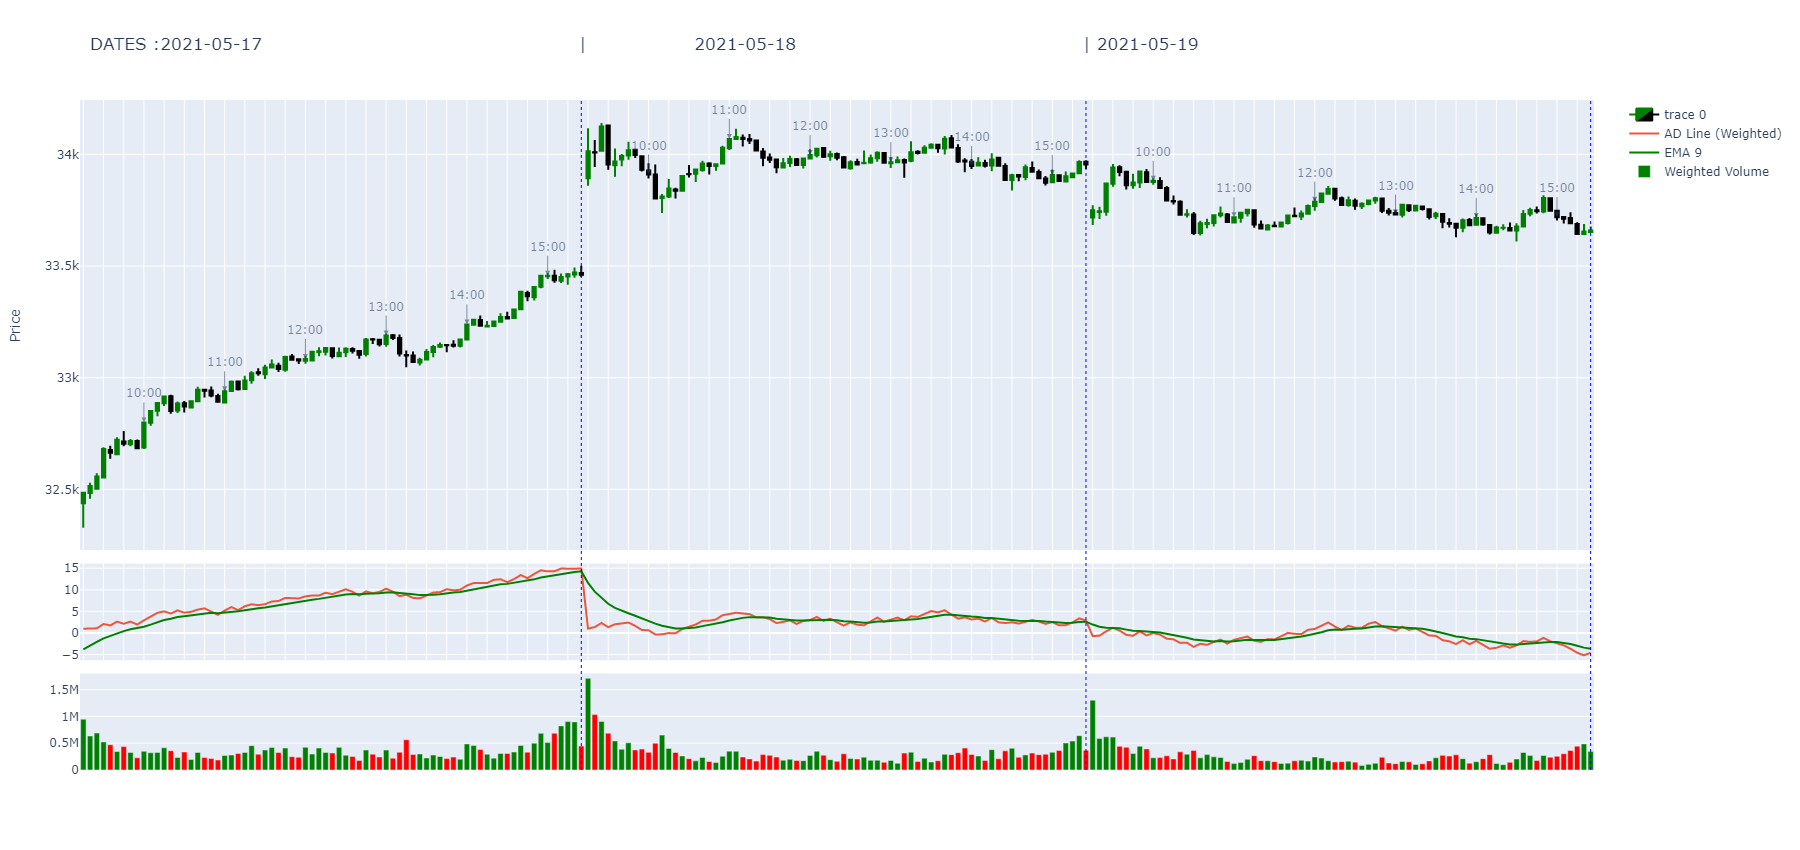 DATES :2021-05-17 | 2021-05-18 | 2021-05-19
trace 0
AD Line (Weighted)
EMA 9
Weighted Volume
Price
34k
33.5k
33k
32.5k
10:00
11:00
12:00
13:00
14:00
15:00
10:00
11:00
12:00
13:00
14:00
15:00
10:00
11:00
12:00
13:00
14:00
15:00
15
10
5
0
−5
1.5M
1M
0.5M
0